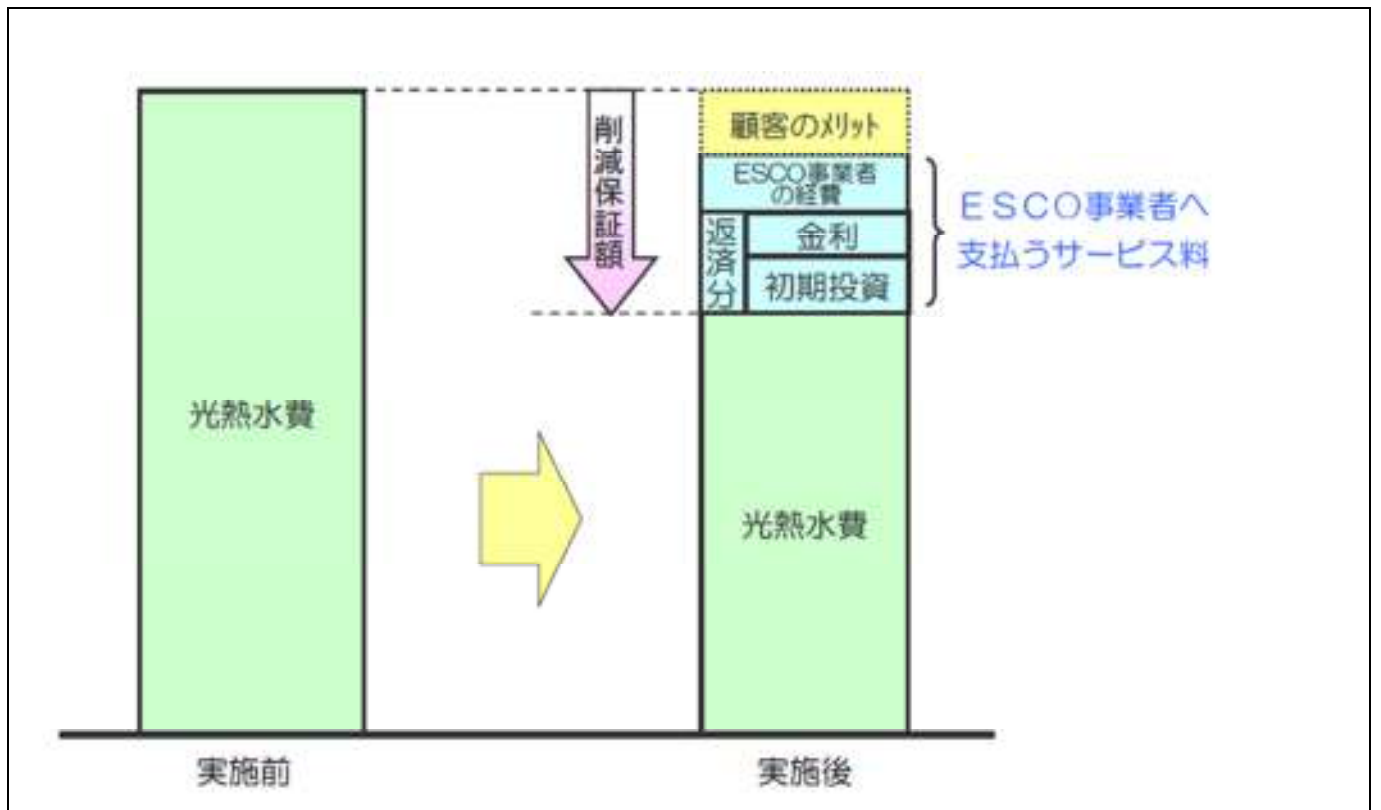 光熱水費
実施前
削減保証額
顧客のメリット
ESCO事業者
の経費
返済分
金利
初期投資
光熱水費
実施後
ESCO事業者へ
支払うサービス料